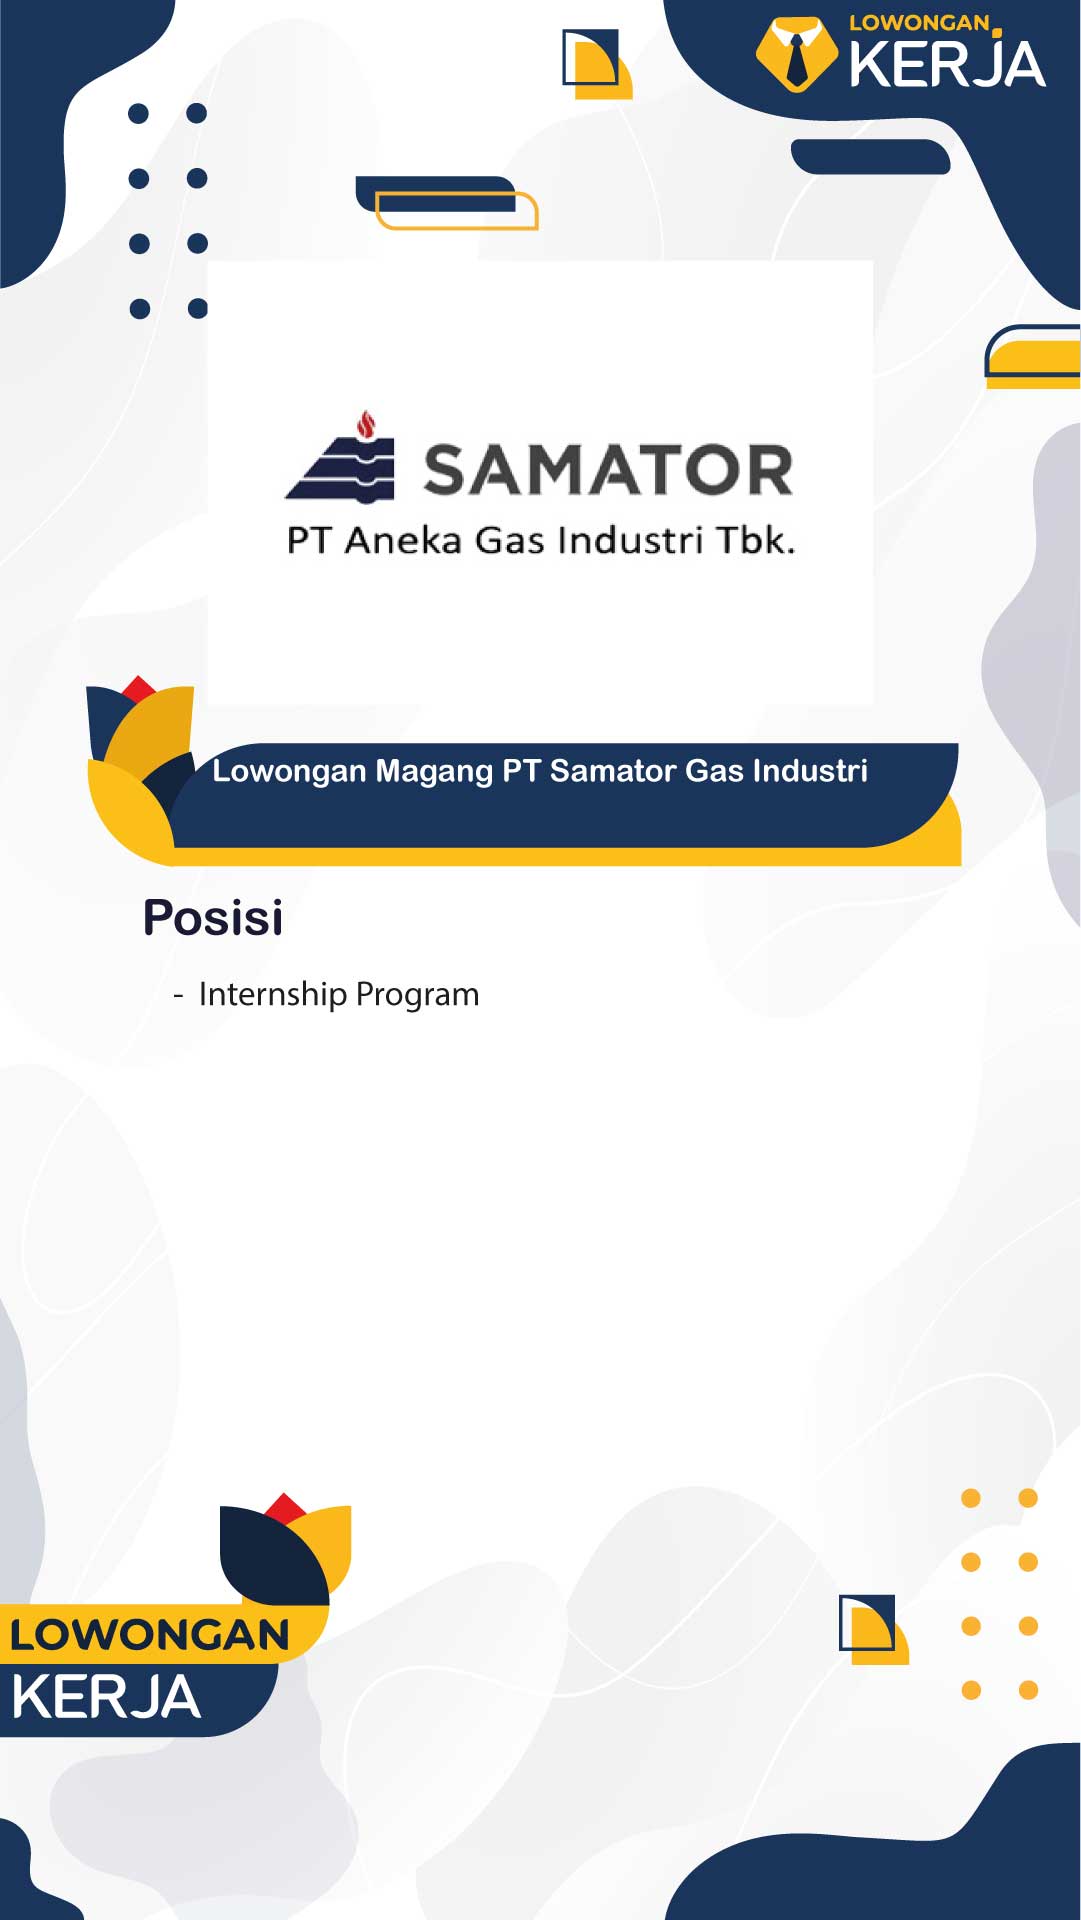 LOWONGAN
KERJA
SAMATOR
PT Aneka Gas Industri Tbk.
Lowongan Magang PT Samator Gas Industri
Posisi
- Internship Program
LOWONGAN
KERJA